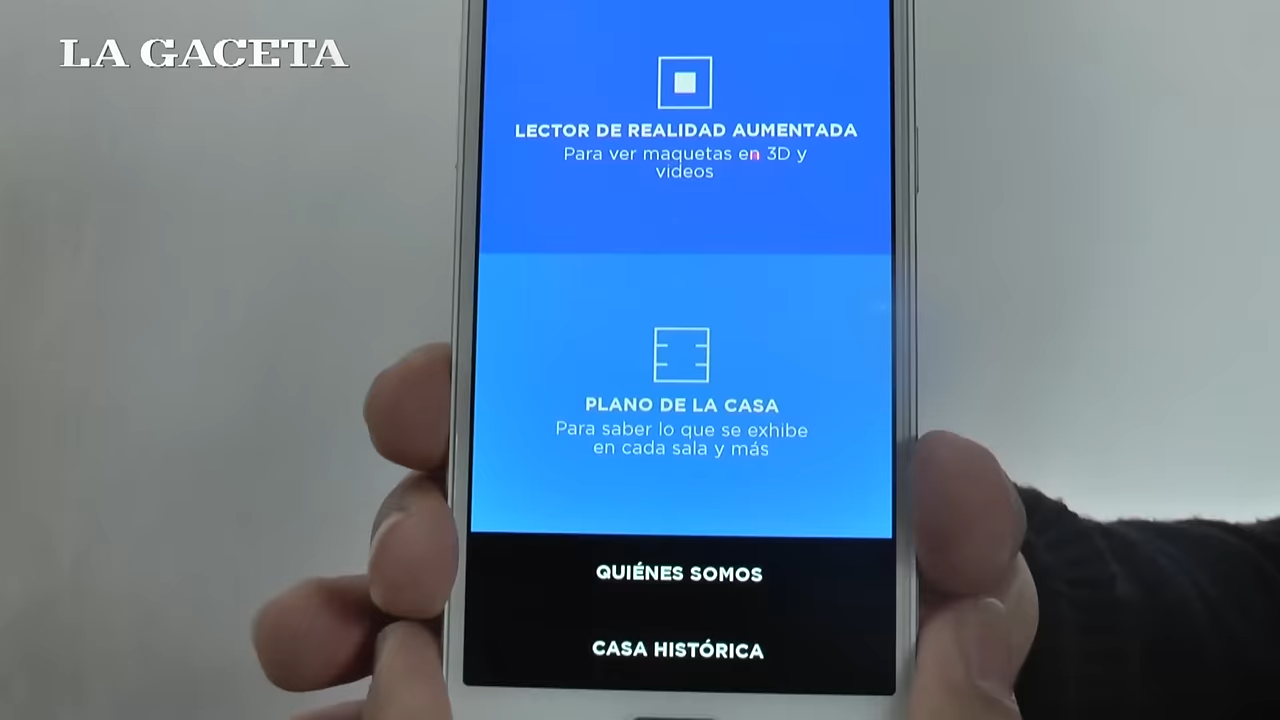 LA GACETA
LECTOR DE REALIDAD AUMENTADA
Para ver maquetas en 3D y
videos
PLANO DE LA CASA
Para saber lo que se exhibe
en cada sala y más
QUIÉNES SOMOS
CASA HISTÓRICA